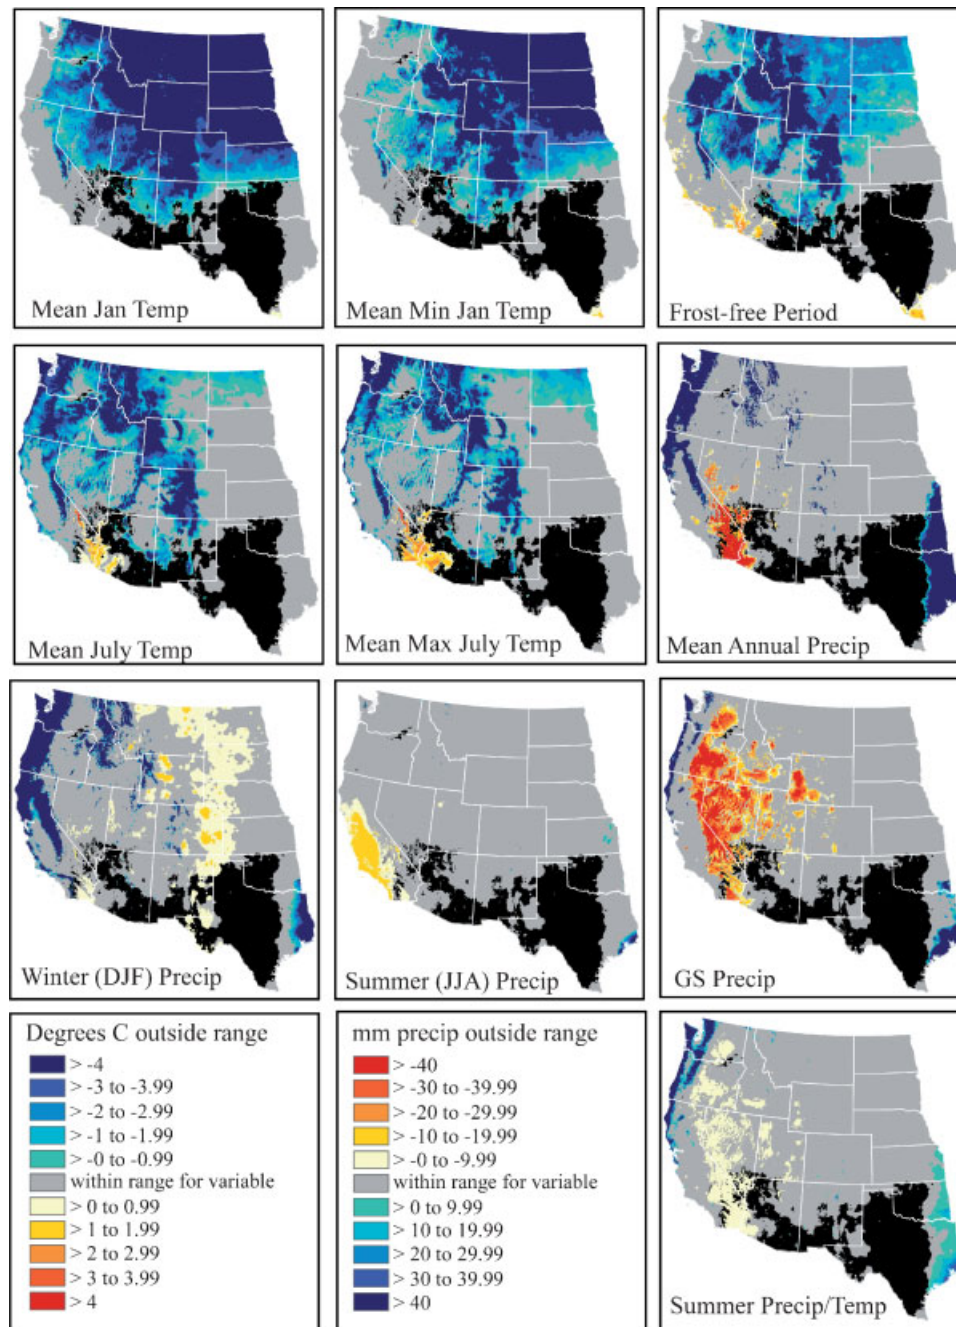 Mean Jan Temp
Mean Min Jan Temp
Frost-free Period
Mean July Temp
Mean Max July Temp
Mean Annual Precip
Winter (DJF) Precip
Summer (JJA) Precip
GS Precip
Degrees C outside range
> -4
> -3 to -3.99
> -2 to -2.99
> -1 to -1.99
> -0 to -0.99
within range for variable
> 0 to 0.99
> 1 to 1.99
> 2 to 2.99
> 3 to 3.99
> 4
mm precip outside range
> -40
> -30 to -39.99
> -20 to -29.99
> -10 to -19.99
> -0 to -9.99
within range for variable
> 0 to 9.99
> 10 to 19.99
> 20 to 29.99
> 30 to 39.99
> 40
Summer Precip/Temp